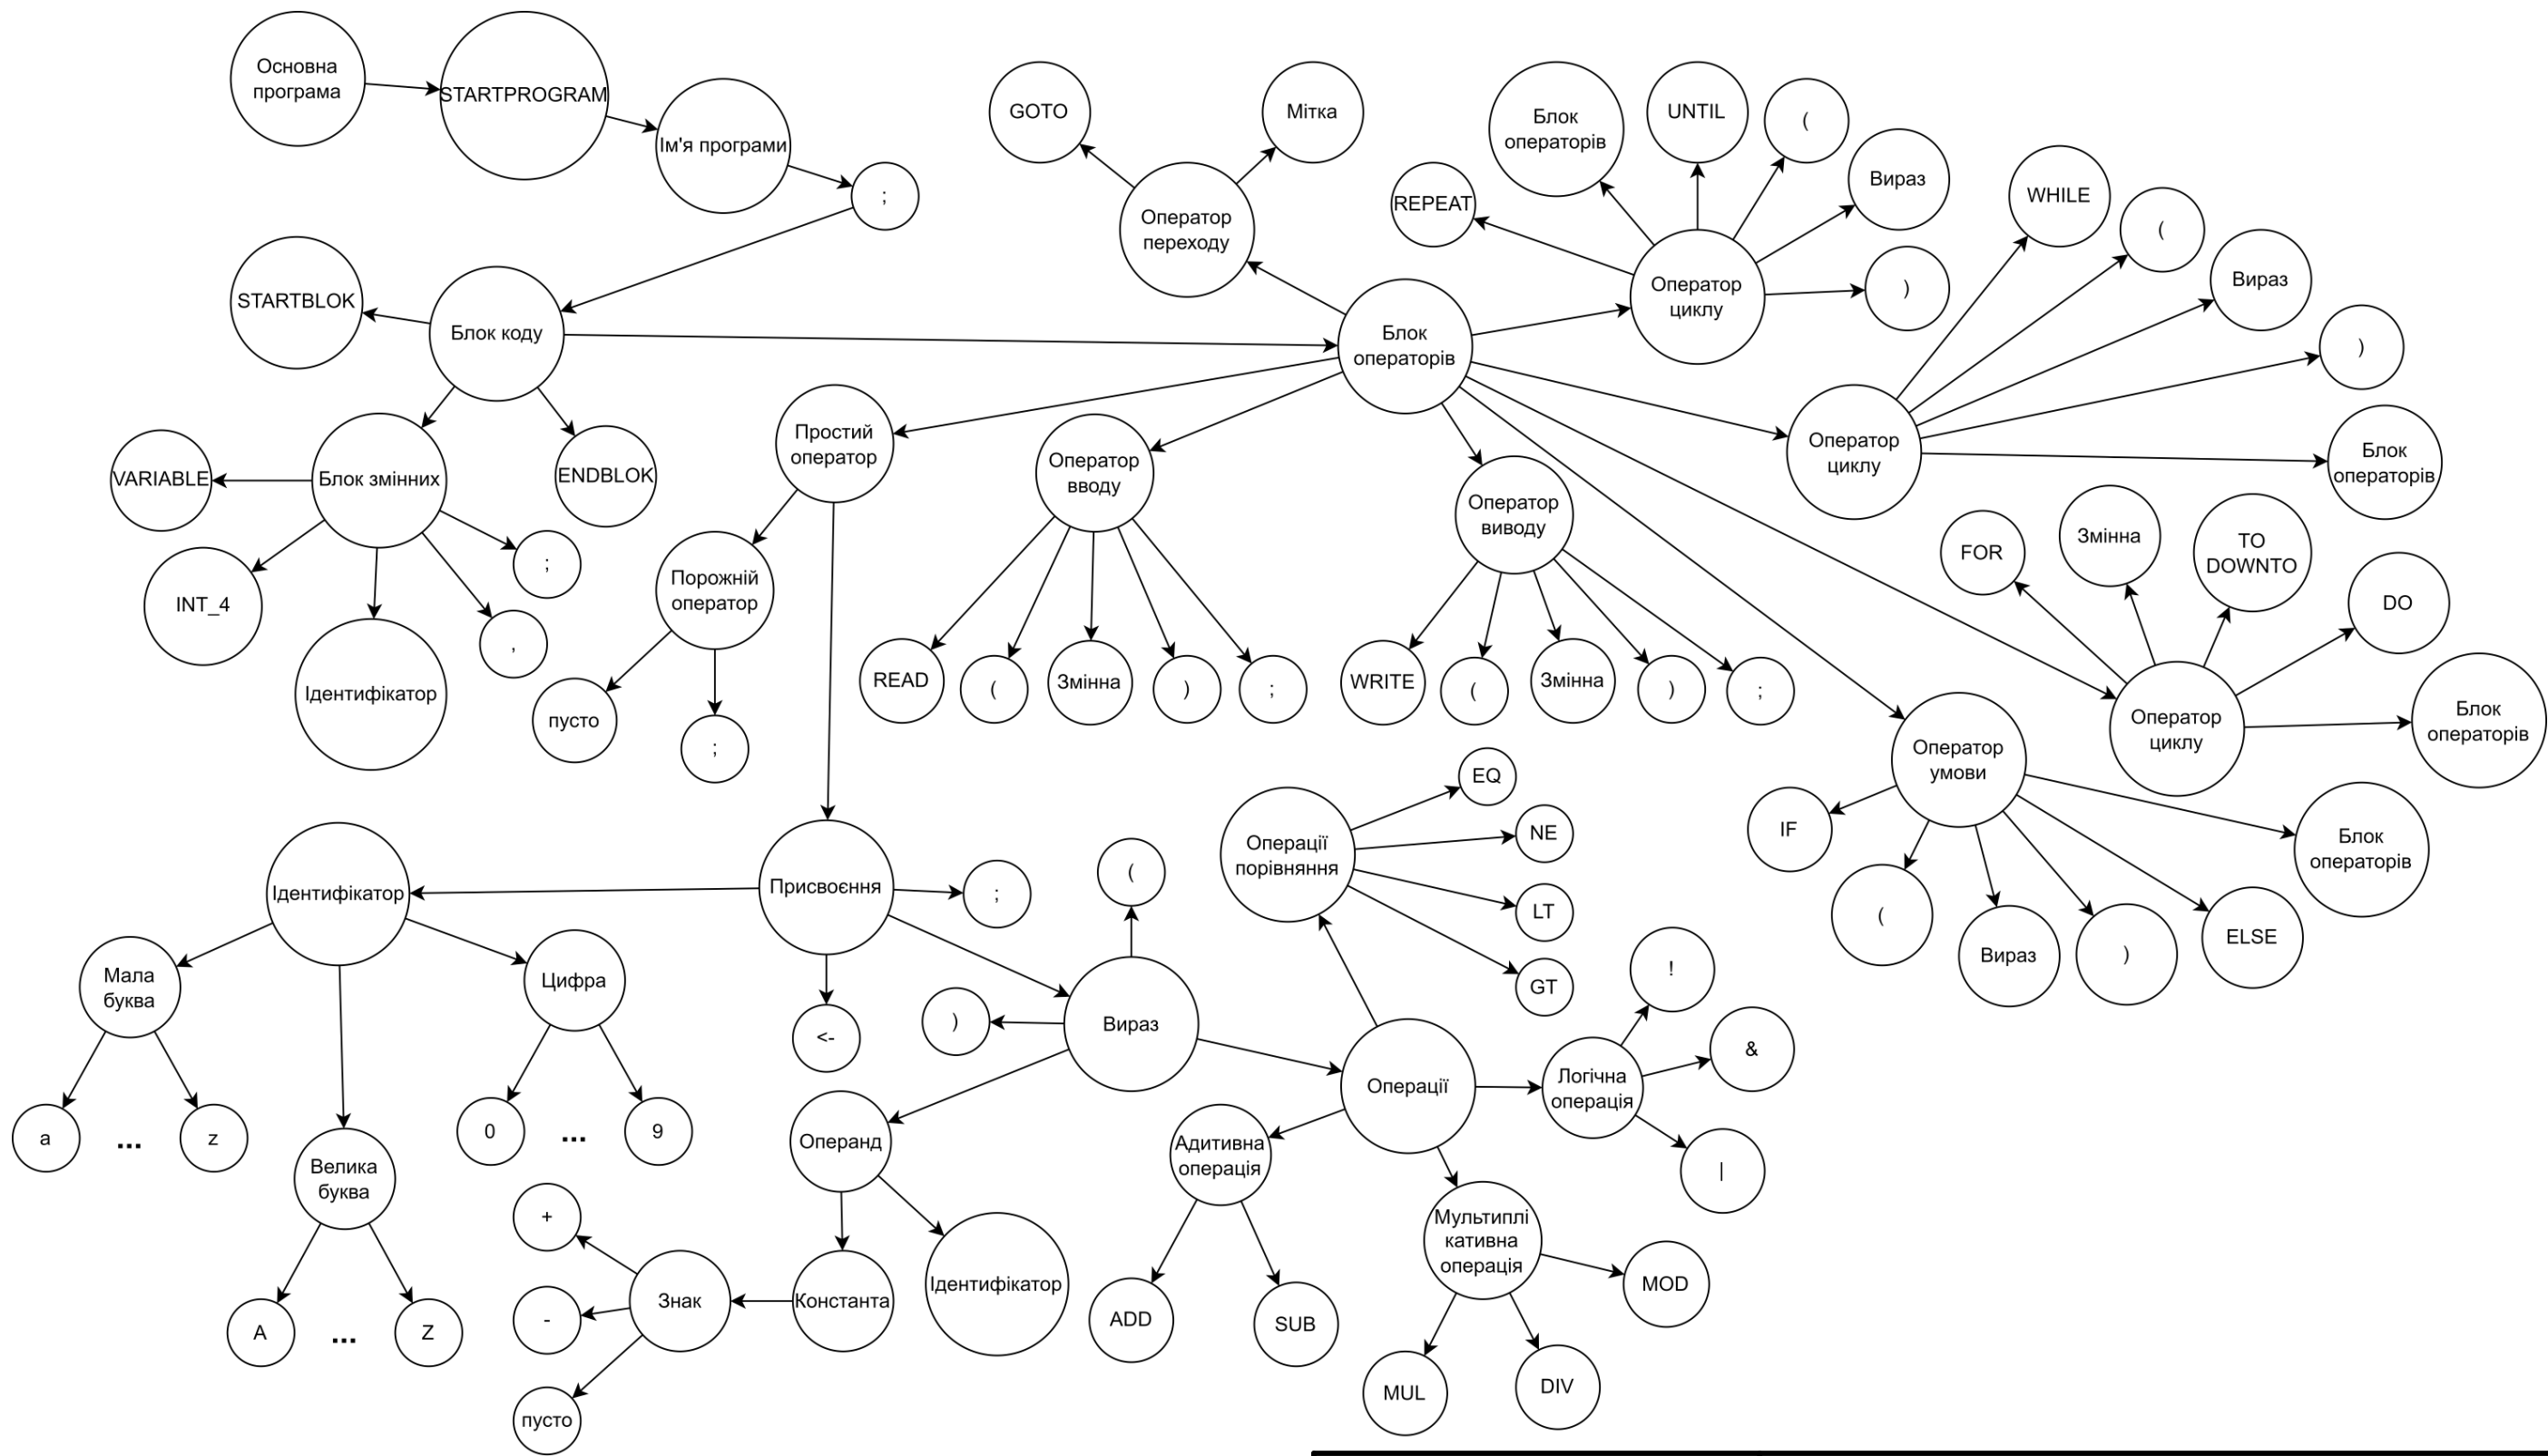 Основна
програма
STARTPROGRAM
Ім'я програми
;
GOTO
Мітка
Оператор
переходу
REPEAT
Блок
операторів
UNTIL
(
Вираз
)
Оператор
циклу
WHILE
(
Вираз
)
Блок
операторів
Оператор
циклу
STARTBLOK
Блок коду
Блок
операторів
VARIABLE
Блок змінних
ENDBLOK
INT_4
Ідентифікатор
,
;
Простий
оператор
Порожній
оператор
пусто
;
Оператор
вводу
READ
(
Змінна
)
;
Оператор
виводу
WRITE
(
Змінна
)
;
FOR
Змінна
TO
DOWNTO
DO
Блок
операторів
Оператор
циклу
Оператор
умови
IF
(
Вираз
)
ELSE
Блок
операторів
Ідентифікатор
Присвоєння
;
<-
Мала
буква
a
...
z
Цифра
0
...
9
Велика
буква
A
...
Z
(
)
Вираз
Операції
порівняння
EQ
NE
LT
GT
Операції
Логічна
операція
!
&
|
Операнд
Константа
Ідентифікатор
Знак
+
-
пусто
Адитивна
операція
ADD
SUB
Мультиплі
кативна
операція
MUL
DIV
MOD